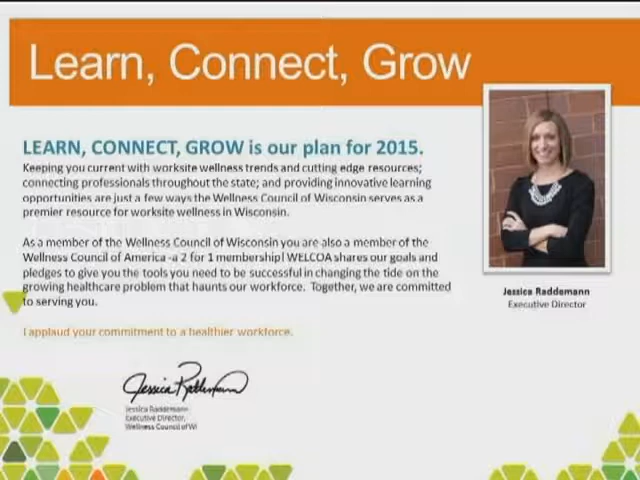 Learn, Connect, Grow
LEARN, CONNECT, GROW is our plan for 2015.
Keeping you current with worksite wellness trends and cutting edge resources;
connecting professionals throughout the state; and providing innovative learning
opportunities are just a few ways the Wellness Council of Wisconsin serves as a
premier resource for worksite wellness in Wisconsin.
As a member of the Wellness Council of Wisconsin you are also a member of the
Wellness Council of America -a 2 for 1 membership! WELCOA shares our goals and
pledges to give you the tools you need to be successful in changing the tide on the
growing healthcare problem that haunts our workforce. Together, we are committed
to serving you.
I applaud your commitment to a healthier workforce.
Jessica Raddemann
Jessica Raddemann
Executive Director,
Wellness Council of WI
Jessica Raddemann
Executive Director